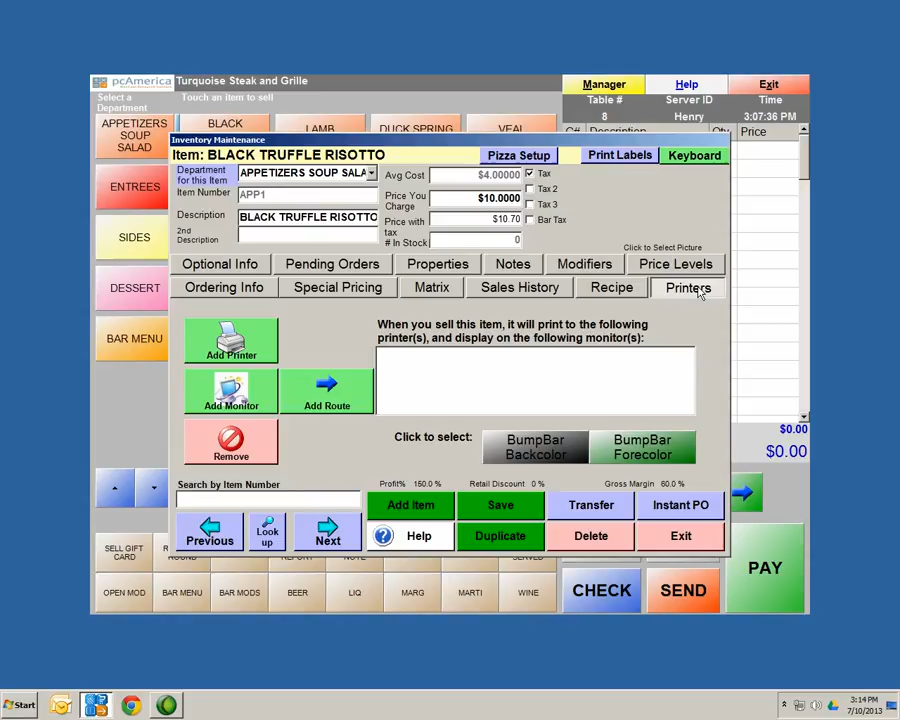 pcAmerica
Turquoise Steak and Grille
Manager
Help
Exit
Select a
Department
Touch an item to sell
Table #
Server ID
Time
8
Henry
3:07:36 PM
APPETIZERS
SOUP
SALAD
BLACK
LAMB
DUCK SPRING
VEAL
Description
Qty
Price
Inventory Maintenance
Item: BLACK TRUFFLE RISOTTO
Pizza Setup
Print Labels
Keyboard
Department
for this Item
APPETIZERS SOUP SALA
Avg Cost
$4.00000
Tax
Item Number
APP1
Tax 2
Price You
Charge
$10.0000
Tax 3
Description
BLACK TRUFFLE RISOTTO
Price with
tax
$10.70
Bar Tax
2nd
Description
# In Stock
0
Click to Select Picture
ENTREES
SIDES
DESSERT
BAR MENU
Optional Info
Pending Orders
Properties
Notes
Modifiers
Price Levels
Ordering Info
Special Pricing
Matrix
Sales History
Recipe
Printers
Add Printer
When you sell this item, it will print to the following
printer(s), and display on the following monitor(s):
Add Monitor
Add Route
Remove
Click to select:
BumpBar
Backcolor
BumpBar
Forecolor
$0.00
$0.00
Search by Item Number
Profit% 150.0 %
Retail Discount 0 %
Gross Margin 60.0 %
Add Item
Save
Transfer
Instant PO
Previous
Look
up
Next
Help
Duplicate
Delete
Exit
SELL GIFT
CARD
OPEN MOD
BAR MENU
BAR MODS
BEER
LIQ
MARG
MARTI
WINE
CHECK
SEND
PAY
Start
3:14 PM
7/10/2013